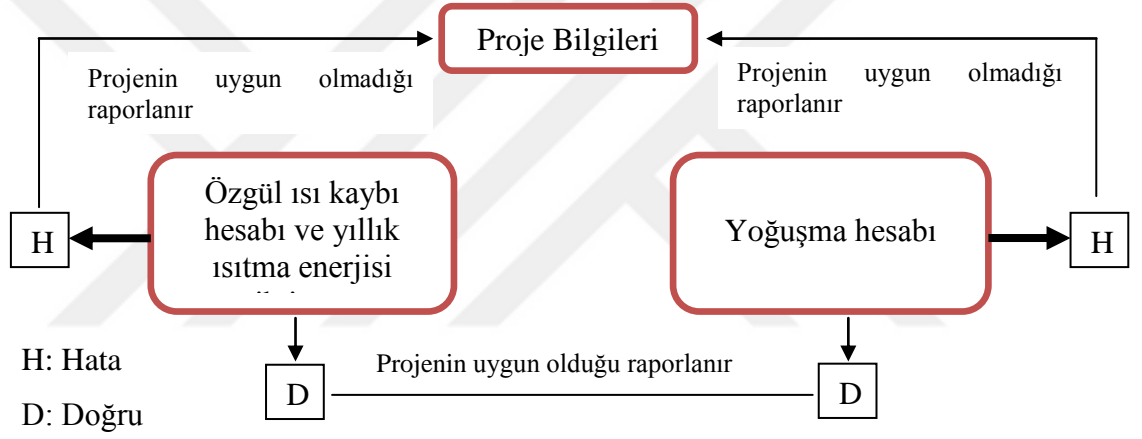 Proje Bilgileri
Projenin uygun olmadığı
raporlanır
Projenin uygun olmadığı
raporlanır
Özgül ısı kaybı
hesabı ve yıllık
ısıtma enerjisi
Yoğuşma hesabı
H
H
H: Hata
D: Doğru
D
Projenin uygun olduğu raporlanır
D